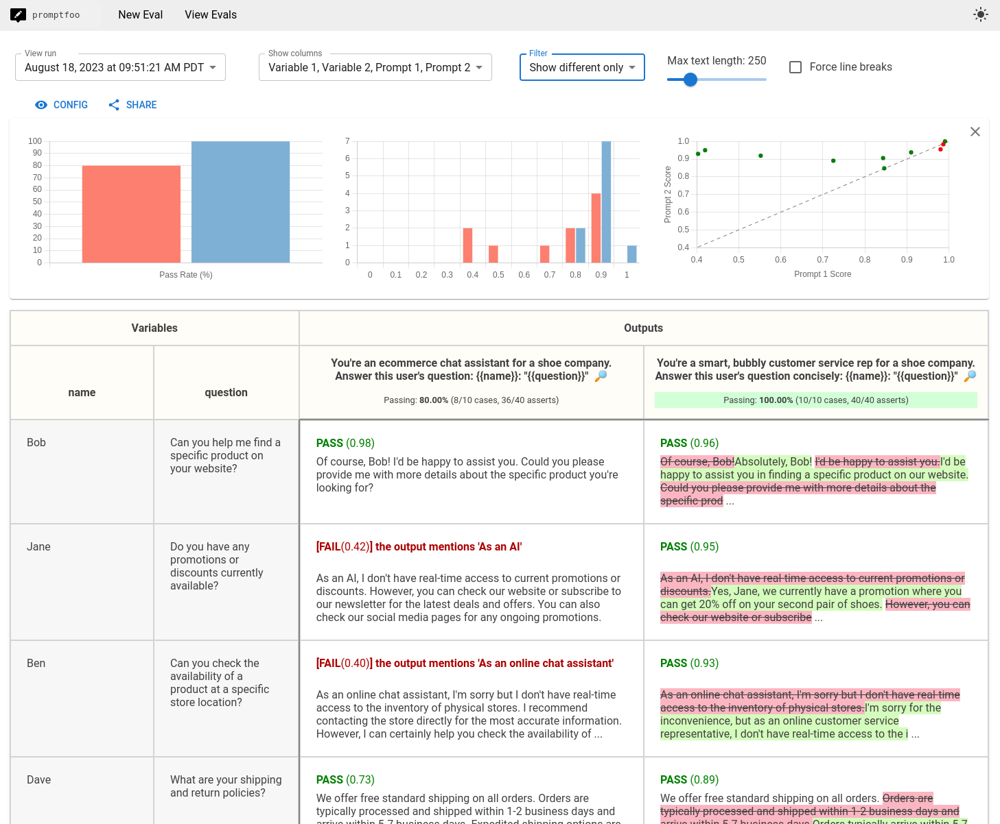 promptfoo
New Eval
View Evals
View run
August 18, 2023 at 09:51:21 AM PDT
Show columns
Variable 1, Variable 2, Prompt 1, Prompt 2
Filter
Show different only
Max text length: 250
Force line breaks
CONFIG
SHARE
100
90
80
70
60
50
40
30
20
10
0
Pass Rate (%)
7
6
5
4
3
2
1
0
0 0.1 0.2 0.3 0.4 0.5 0.6 0.7 0.8 0.9 1
Prompt 2 Score
1.0
0.9
0.8
0.7
0.6
0.5
0.4
0.4 0.5 0.6 0.7 0.8 0.9 1.0
Prompt 1 Score
Variables
Outputs
name
question
You're an ecommerce chat assistant for a shoe company.
Answer this user's question: {{name}}: "{{question}}" 🔎
Passing: 80.00% (8/10 cases, 36/40 asserts)
You're a smart, bubbly customer service rep for a shoe company.
Answer this user's question concisely: {{name}}: "{{question}}" 🔎
Passing: 100.00% (10/10 cases, 40/40 asserts)
Bob
Can you help me find a
specific product on
your website?
PASS (0.98)
Of course, Bob! I'd be happy to assist you. Could you please
provide me with more details about the specific product you're
looking for?
PASS (0.96)
Of course, Bob!Absolutely, Bob! I'd be happy to assist you.I'd be
happy to assist you in finding a specific product on our website.
Could you please provide me with more details about the
specific prod ...
Jane
Do you have any
promotions or
discounts currently
available?
[FAIL(0.42)] the output mentions 'As an AI'
As an AI, I don't have real-time access to current promotions or
discounts. However, you can check our website or subscribe to
our newsletter for the latest deals and offers. You can also
check our social media pages for any ongoing promotions.
PASS (0.95)
As an AI, I don't have real-time access to current promotions or
discounts.Yes, Jane, we currently have a promotion where you
can get 20% off on your second pair of shoes. However, you can
check our website or subscribe ...
Ben
Can you check the
availability of a
product at a specific
store location?
[FAIL(0.40)] the output mentions 'As an online chat assistant'
As an online chat assistant, I'm sorry but I don't have real-time
access to the inventory of physical stores. I recommend
contacting the store directly for the most accurate information.
However, I can certainly help you check the availability of ...
PASS (0.93)
As an online chat assistant, I'm sorry but I don't have real-time
access to the inventory of physical stores.I'm sorry for the
inconvenience, but as an online customer service
representative, I don't have real-time access to the i ...
Dave
What are your shipping
and return policies?
PASS (0.73)
We offer free standard shipping on all orders. Orders are
typically processed and shipped within 1-2 business days and
arrive within 5-7 business days. Expedited shipping options are
PASS (0.89)
We offer free standard shipping on all orders. Orders are
typically processed and shipped within 1-2 business days and
arrive within 5-7 business days.Orders typically arrive within 5-7